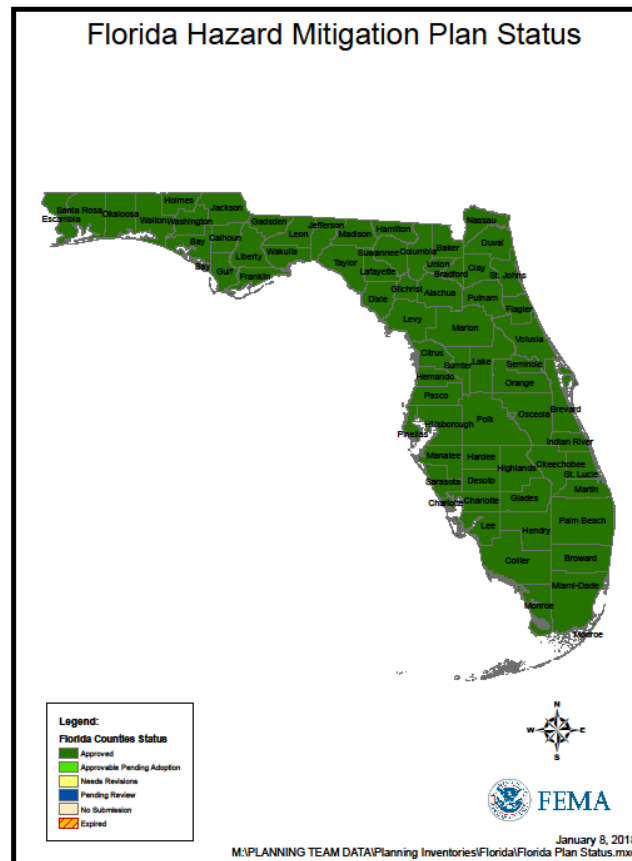 Florida Hazard Mitigation Plan Status
Holmes
Jackson
Santa Rosa
Okaloosa
Escambia
Walton
Washington
Gadsden
Jefferson
Hamilton
Nassau
Bay
Calhoun
Leon
Madison
Baker
Duval
Liberty
Wakulla
Suwannee
Columbia
Bay
Gulf
Franklin
Taylor
Lafayette
Union
Bradford
Clay
St. Johns
Gilchrist
Alachua
Putnam
Dixie
Flagler
Levy
Marion
Volusia
Citrus
Lake
Sumter
Seminole
Hernando
Orange
Pasco
Brevard
Polk
Osceola
Hillsborough
Pinellas
Indian River
Manatee
Hardee
Highlands
Okeechobee
St. Lucie
Sarasota
Desoto
Martin
Charlotte
Charlotte
Glades
Lee
Hendry
Palm Beach
Collier
Broward
Miami-Dade
Monroe
Monroe
Legend:
Florida Counties Status
Approved
Approvable Pending Adoption
Needs Revisions
Pending Review
No Submission
Expired
N
W
E
S
FEMA
January 8, 2018
M:\PLANNING TEAM DATA\Planning Inventories\Florida\Florida Plan Status.mxd